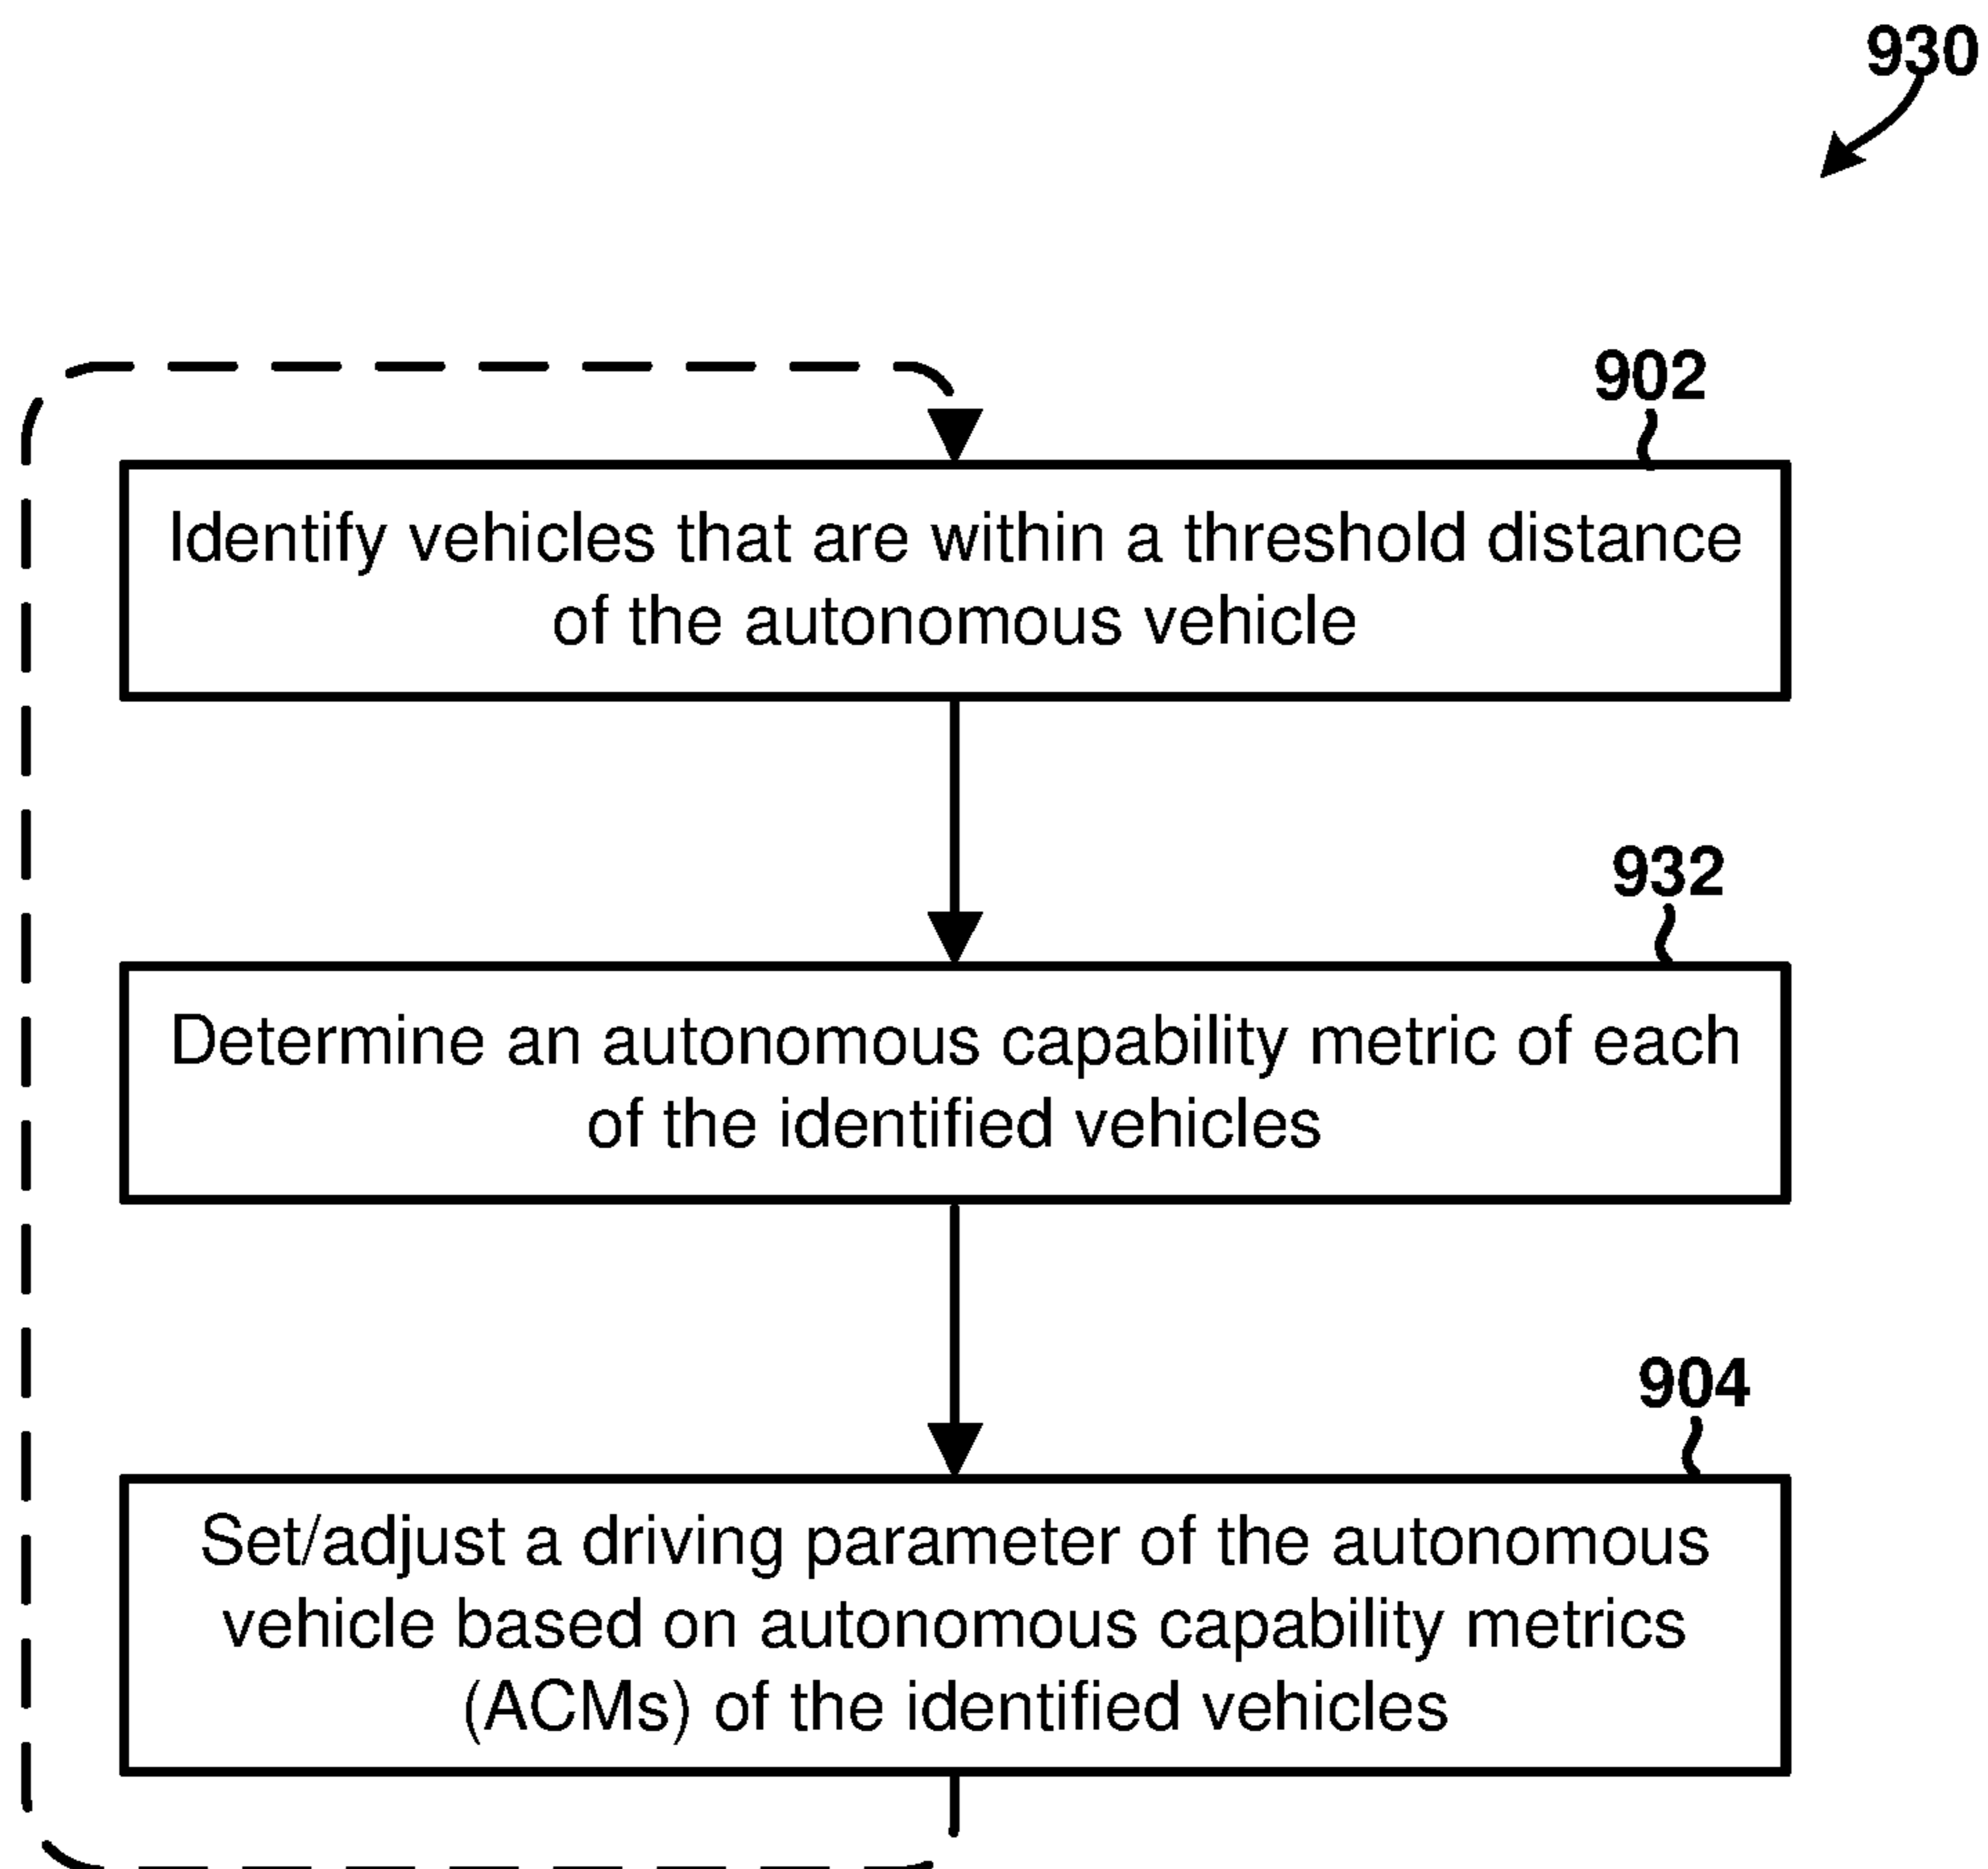 930
902
Identify vehicles that are within a threshold distance
of the autonomous vehicle
932
Determine an autonomous capability metric of each
of the identified vehicles
904
Set/adjust a driving parameter of the autonomous
vehicle based on autonomous capability metrics
(ACMs) of the identified vehicles